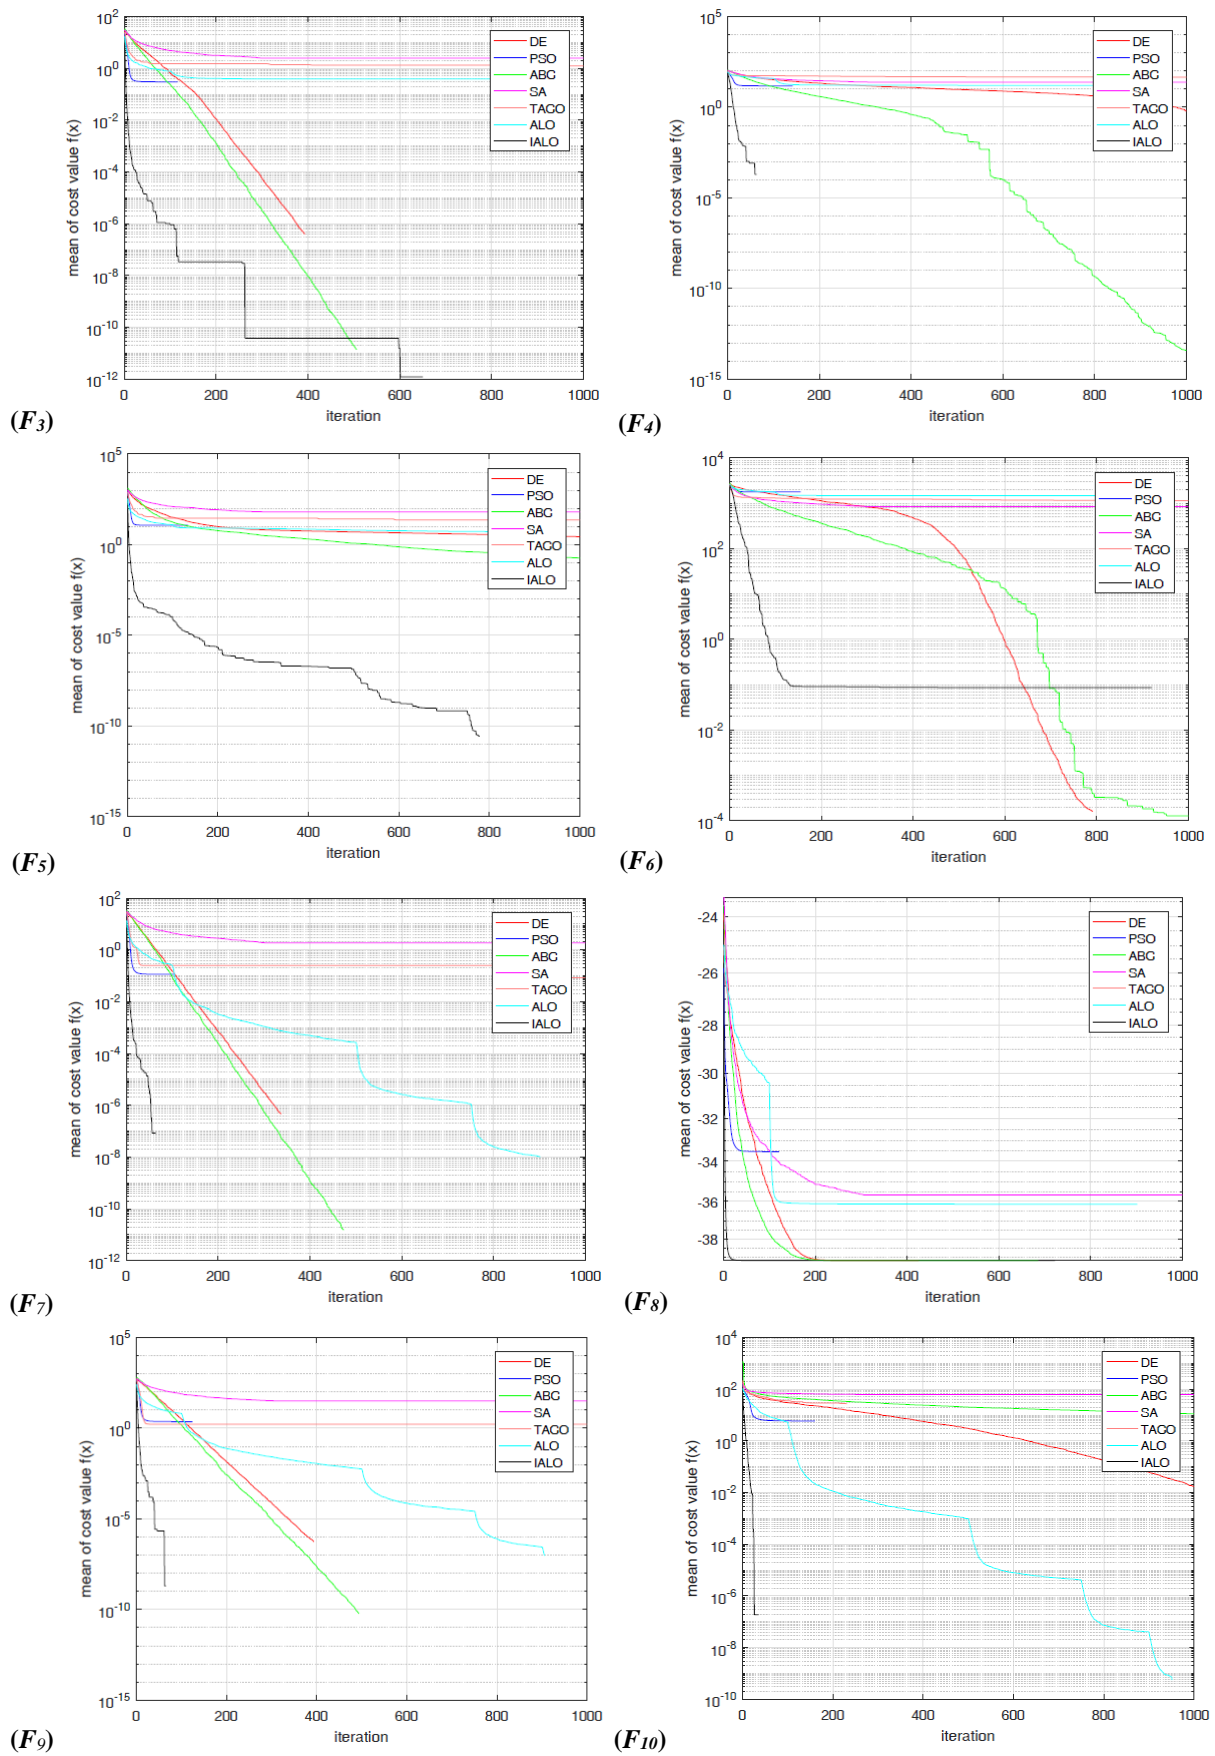 10^2
10^0
10^-2
10^-4
10^-6
10^-8
10^-10
10^-12
mean of cost value f(x)
DE
PSO
ABC
SA
TACO
ALO
IALO
0 200 400 600 800 1000
iteration
(F3)
10^5
10^0
10^-5
10^-10
10^-15
mean of cost value f(x)
DE
PSO
ABC
SA
TACO
ALO
IALO
0 200 400 600 800 1000
iteration
(F4)
10^5
10^0
10^-5
10^-10
10^-15
mean of cost value f(x)
DE
PSO
ABC
SA
TACO
ALO
IALO
0 200 400 600 800 1000
iteration
(F5)
10^4
10^2
10^0
10^-2
10^-4
mean of cost value f(x)
DE
PSO
ABC
SA
TACO
ALO
IALO
0 200 400 600 800 1000
iteration
(F6)
10^2
10^0
10^-2
10^-4
10^-6
10^-8
10^-10
10^-12
mean of cost value f(x)
DE
PSO
ABC
SA
TACO
ALO
IALO
0 200 400 600 800 1000
iteration
(F7)
-24
-26
-28
-30
-32
-34
-36
-38
mean of cost value f(x)
DE
PSO
ABC
SA
TACO
ALO
IALO
0 200 400 600 800 1000
iteration
(F8)
10^5
10^0
10^-5
10^-10
10^-15
mean of cost value f(x)
DE
PSO
ABC
SA
TACO
ALO
IALO
0 200 400 600 800 1000
iteration
(F9)
10^4
10^2
10^0
10^-2
10^-4
10^-6
10^-8
10^-10
mean of cost value f(x)
DE
PSO
ABC
SA
TACO
ALO
IALO
0 200 400 600 800 1000
iteration
(F10)